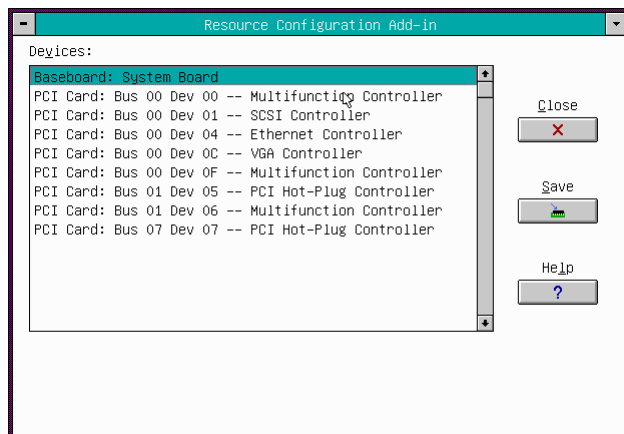 Resource Configuration Add-in
Devices:
Baseboard: System Board
PCI Card: Bus 00 Dev 00 -- Multifunction Controller
PCI Card: Bus 00 Dev 01 -- SCSI Controller
PCI Card: Bus 00 Dev 04 -- Ethernet Controller
PCI Card: Bus 00 Dev 0C -- VGA Controller
PCI Card: Bus 00 Dev 0F -- Multifunction Controller
PCI Card: Bus 01 Dev 05 -- PCI Hot-Plug Controller
PCI Card: Bus 01 Dev 06 -- Multifunction Controller
PCI Card: Bus 07 Dev 07 -- PCI Hot-Plug Controller
Close
Save
Help
?